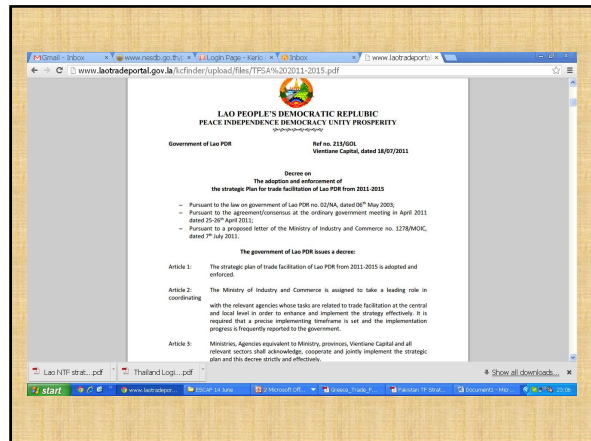 Gmail - Inbox
www.nesdb.go.th/p
Login Page - Kerio
Inbox
www.laotradeportal
www.laotradeportal.gov.la/kcfinder/upload/files/TPSA%202011-2015.pdf
LAO PEOPLE'S DEMOCRATIC REPLUBIC
PEACE INDEPENDENCE DEMOCRACY UNITY PROSPERITY
Government of Lao PDR Ref no. 213/GOL
Vientiane Capital, dated 18/07/2011
Decree on
The adoption and enforcement of
the strategic Plan for trade facilitation of Lao PDR from 2011-2015
– Pursuant to the law on government of Lao PDR no. 02/NA, dated 06th May 2003;
– Pursuant to the agreement/consensus at the ordinary government meeting in April 2011
dated 25-26th April 2011;
– Pursuant to a proposed letter of the Ministry of Industry and Commerce no. 1278/MOIC,
dated 7th July 2011.
The government of Lao PDR issues a decree:
Article 1: The strategic plan of trade facilitation of Lao PDR from 2011-2015 is adopted and
enforced.
Article 2: The Ministry of Industry and Commerce is assigned to take a leading role in
coordinating
with the relevant agencies whose tasks are related to trade facilitation at the central
and local level in order to enhance and implement the strategy effectively. It is
required that a precise implementing timeframe is set and the implementation
progress is frequently reported to the government.
Article 3: Ministries, Agencies equivalent to Ministry, provinces, Vientiane Capital and all
relevant sectors shall acknowledge, cooperate and jointly implement the strategic
plan and this decree strictly and effectively.
Lao NTF strat....pdf
Thailand Logi....pdf
Show all downloads...
start
www.laotradepor...
ESCAP 14 June
2 Microsoft Off...
Greece_Trade_F...
Pakistan TF Strat...
Document1 - Micr...
23:06